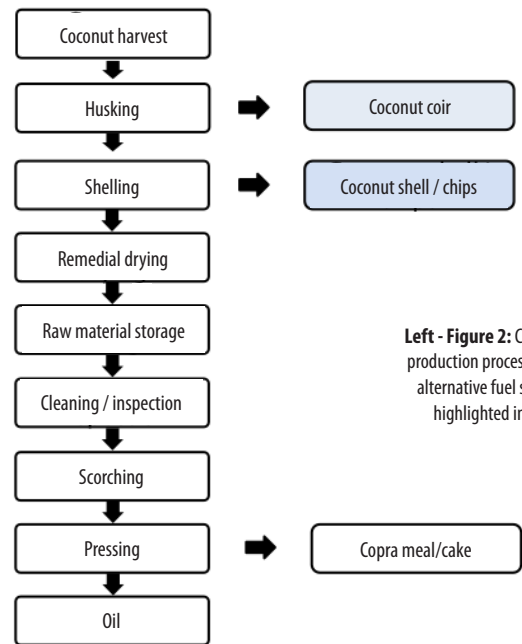 Coconut harvest
Husking
Coconut coir
Shelling
Coconut shell / chips
Remedial drying
Raw material storage
Left - Figure 2: C
production proces
alternative fuel s
highlighted in
Cleaning / inspection
Scorching
Pressing
Copra meal/cake
Oil